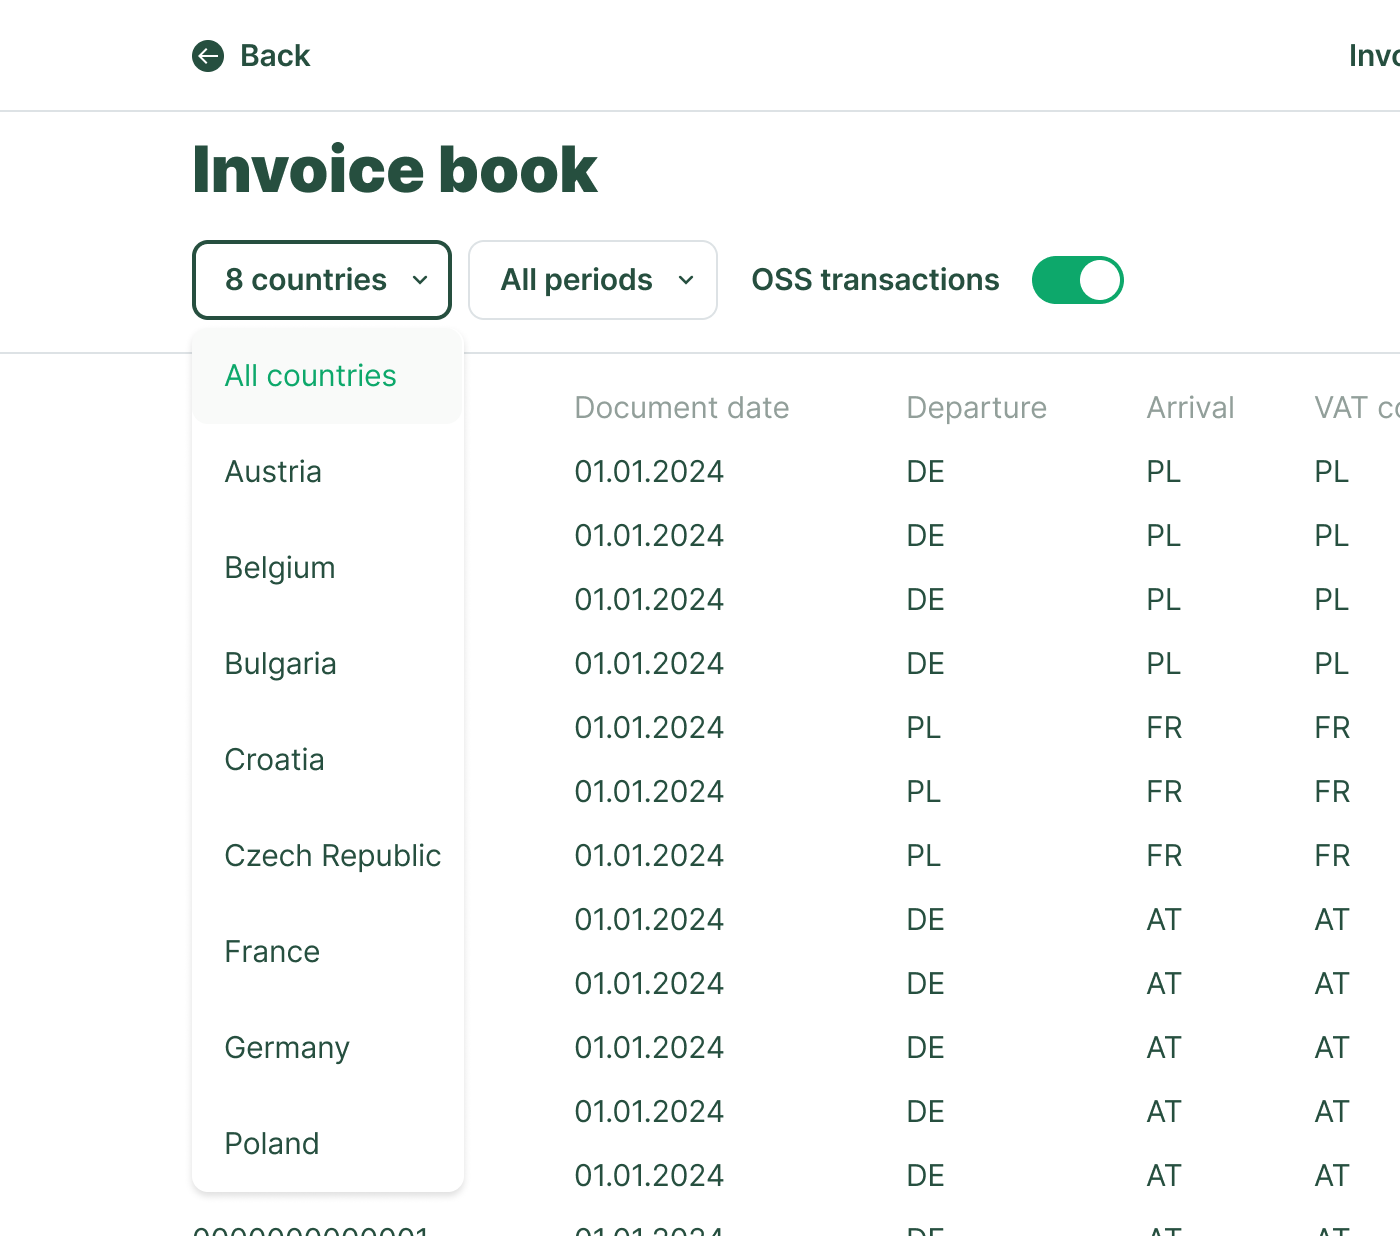 Back
Invoice book
8 countries All periods OSS transactions
All countries
Document date Departure Arrival VAT
Austria 01.01.2024 DE PL PL
01.01.2024 DE PL PL
Belgium
01.01.2024 DE PL PL
Bulgaria 01.01.2024 DE PL PL
01.01.2024 PL FR FR
Croatia
01.01.2024 PL FR FR
Czech Republic 01.01.2024 PL FR FR
01.01.2024 DE AT AT
France
01.01.2024 DE AT AT
Germany 01.01.2024 DE AT AT
01.01.2024 DE AT AT
Poland
01.01.2024 DE AT AT